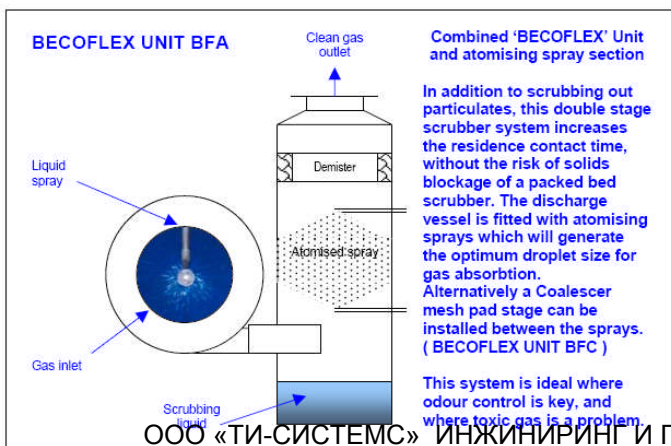 BECOFLEX UNIT BFA
Clean gas
outlet
Combined ‘BECOFLEX’ Unit
and atomising spray section
In addition to scrubbing out
particulates, this double stage
scrubber system increases
the residence contact time,
without the risk of solids
blockage of a packed bed
scrubber. The discharge
vessel is fitted with atomising
sprays which will generate
the optimum droplet size for
gas absorbtion.
Alternatively a Coalescer
mesh pad stage can be
installed between the sprays.
( BECOFLEX UNIT BFC )
This system is ideal where
odour control is key, and
where toxic gas is a problem.
Liquid
spray
Demister
Atomised spray
Gas inlet
Scrubbing
liquid
ООО «ТИ-СИСТЕМС» ИНЖИНИРИНГ И